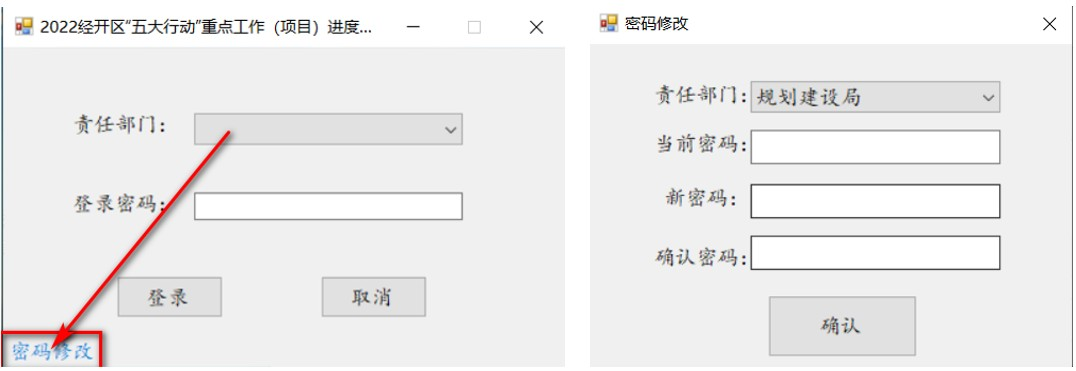 2022经开区“五大行动”重点工作（项目）进度...
责任部门：
登录密码：
登录
取消
密码修改
密码修改
责任部门：
规划建设局
当前密码：
新密码：
确认密码：
确认